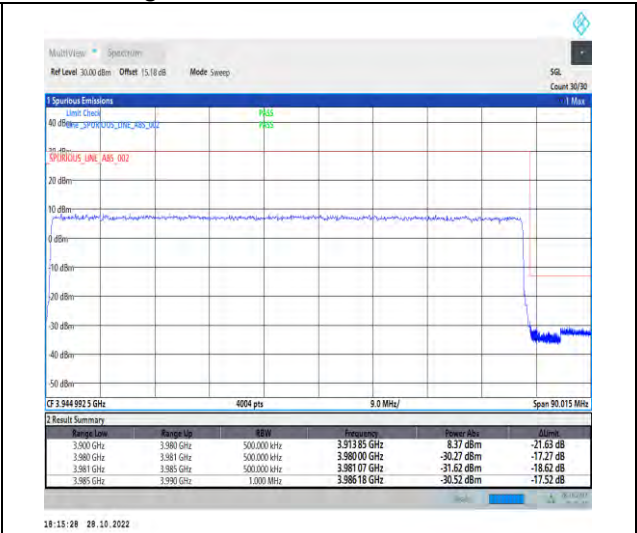 MultiView Spectrum
Ref Level 30.00 dBm Offset 15.18 dB Mode Sweep SGL
Count 30/30
1 Spurious Emissions 1 Max
Limit Check PASS
40 dBm Line _SPURIOUS_LINE_ABS_002 PASS
_SPURIOUS_LINE_ABS_002
20 dBm
10 dBm
0 dBm
-10 dBm
-20 dBm
-30 dBm
-40 dBm
-50 dBm
CF 3.944 992 5 GHz 4004 pts 9.0 MHz/ Span 90.015 MHz
2 Result Summary
Range Low Range Up RBW Frequency Power Abs ΔLimit
3.900 GHz 3.980 GHz 500.000 kHz 3.913 85 GHz 8.37 dBm -21.63 dB
3.980 GHz 3.981 GHz 500.000 kHz 3.980 00 GHz -30.27 dBm -17.27 dB
3.981 GHz 3.985 GHz 500.000 kHz 3.981 07 GHz -31.62 dBm -18.62 dB
3.985 GHz 3.990 GHz 1.000 MHz 3.986 18 GHz -30.52 dBm -17.52 dB
18:15:28 28.10.2022